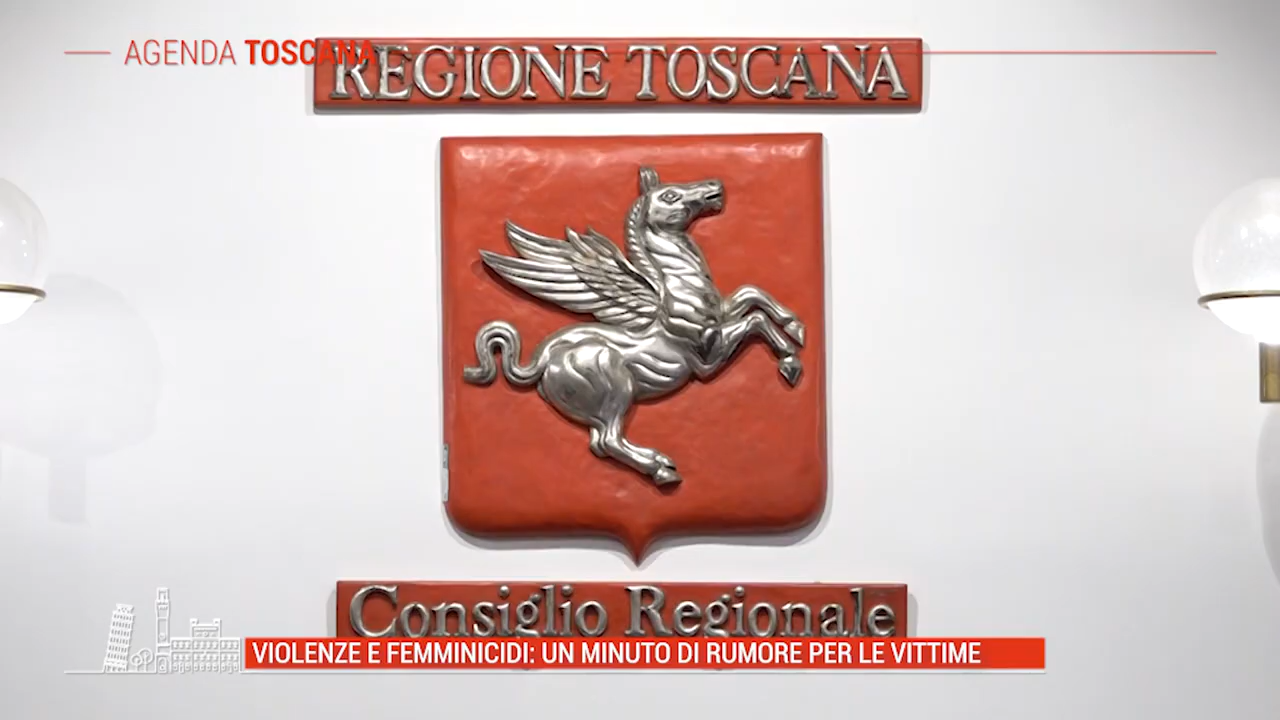 AGENDA TOSCANA
REGIONE TOSCANA
Consiglio Regionale
VIOLENZE E FEMMINICIDI: UN MINUTO DI RUMORE PER LE VITTIME